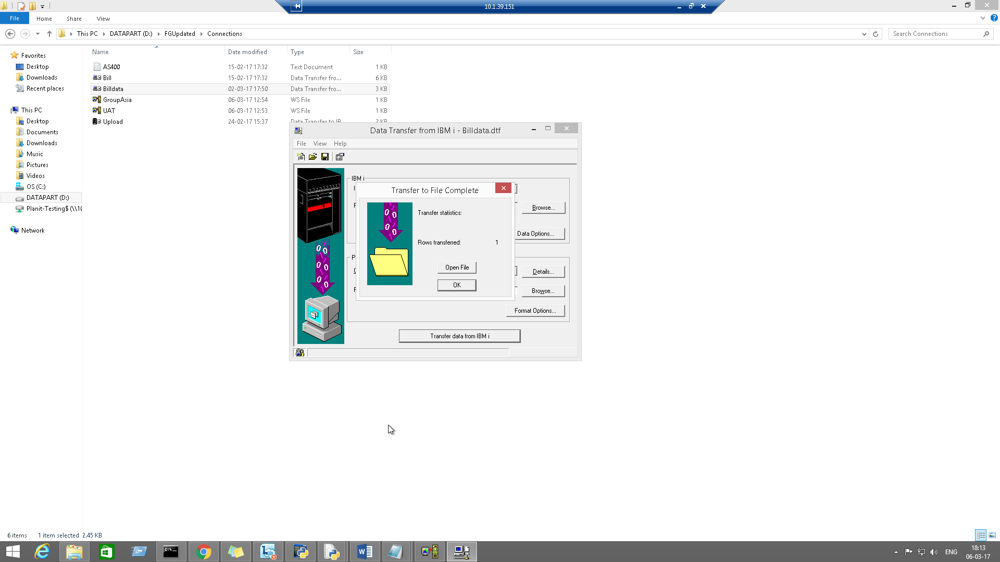 10.1.39.151
File Home Share View
This PC DATAPART (D:) FGUpdated Connections
Search Connections
Favorites
Desktop
Downloads
Recent places
This PC
Desktop
Documents
Downloads
Music
Pictures
Videos
OS (C:)
DATAPART (D:)
Planit-Testing$ (\\10
Network
Name Date modified Type Size
AS400 15-02-17 17:32 Text Document 1 KB
Bill 15-02-17 17:32 Data Transfer fro... 6 KB
Billdata 02-03-17 17:50 Data Transfer fro... 3 KB
GroupAsia 06-03-17 12:54 WS File 1 KB
UAT 06-03-17 12:53 WS File 1 KB
Upload 24-02-17 15:37 Data Transfer to IB 2 KB
Data Transfer from IBM i - Billdata.dtf
File View Help
IBM i
Browse...
Data Options...
Details...
Browse...
Format Options...
Transfer data from IBM i
Transfer to File Complete
Transfer statistics:
Rows transferred: 1
Open File
OK
6 items 1 item selected 2.45 KB
C:\_
ENG
18:13
06-03-17